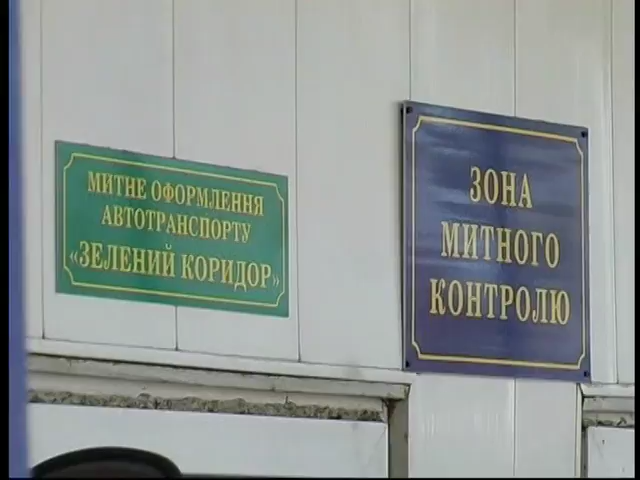 МИТНЕ ОФОРМЛЕННЯ
АВТОТРАНСПОРТУ
«ЗЕЛЕНИЙ КОРИДОР»
ЗОНА
МИТНОГО
КОНТРОЛЮ